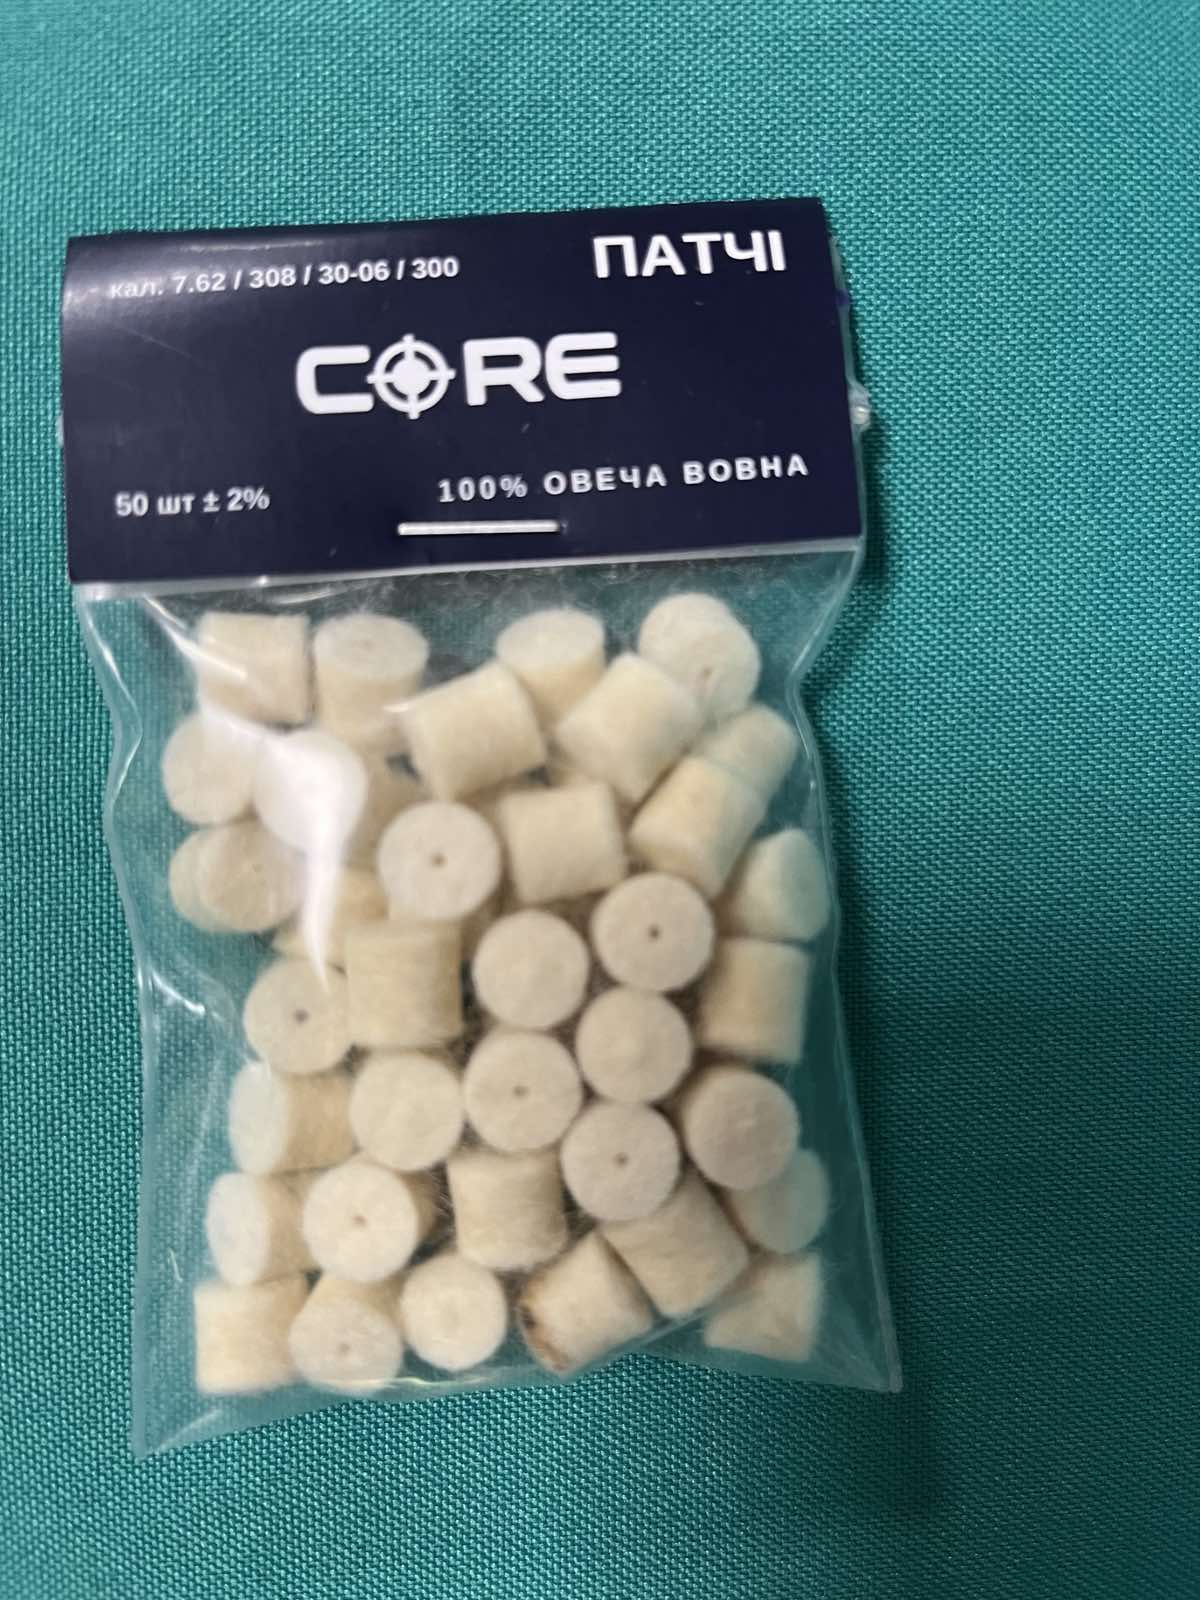 кал. 7.62 / 308 / 30-06 / 300
ПАТЧІ
CORE
50 шт ± 2%
100% ОВЕЧА ВОВНА